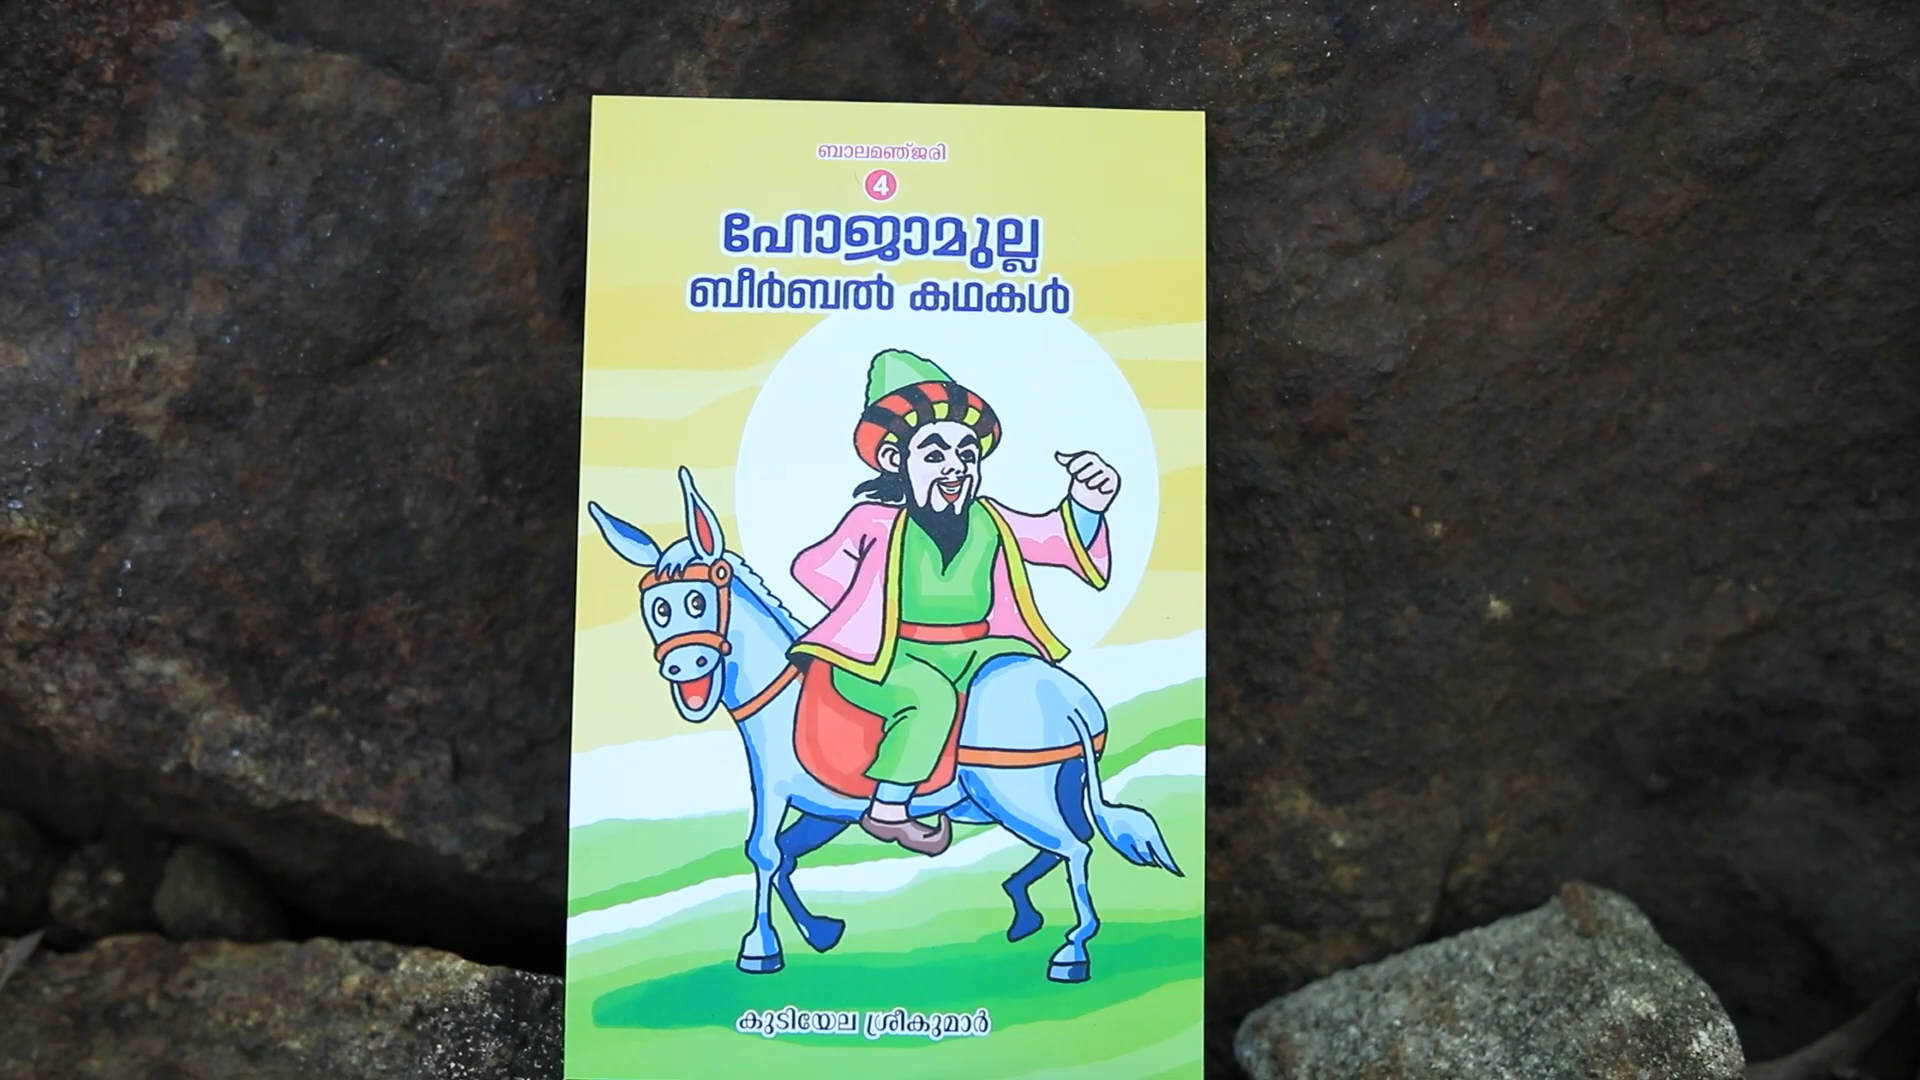 ബാലമഞ്ജരി
4
ഹോജാമുല്ല
ബീർബൽ കഥകൾ
കുടിയേല ശ്രീകുമാർ